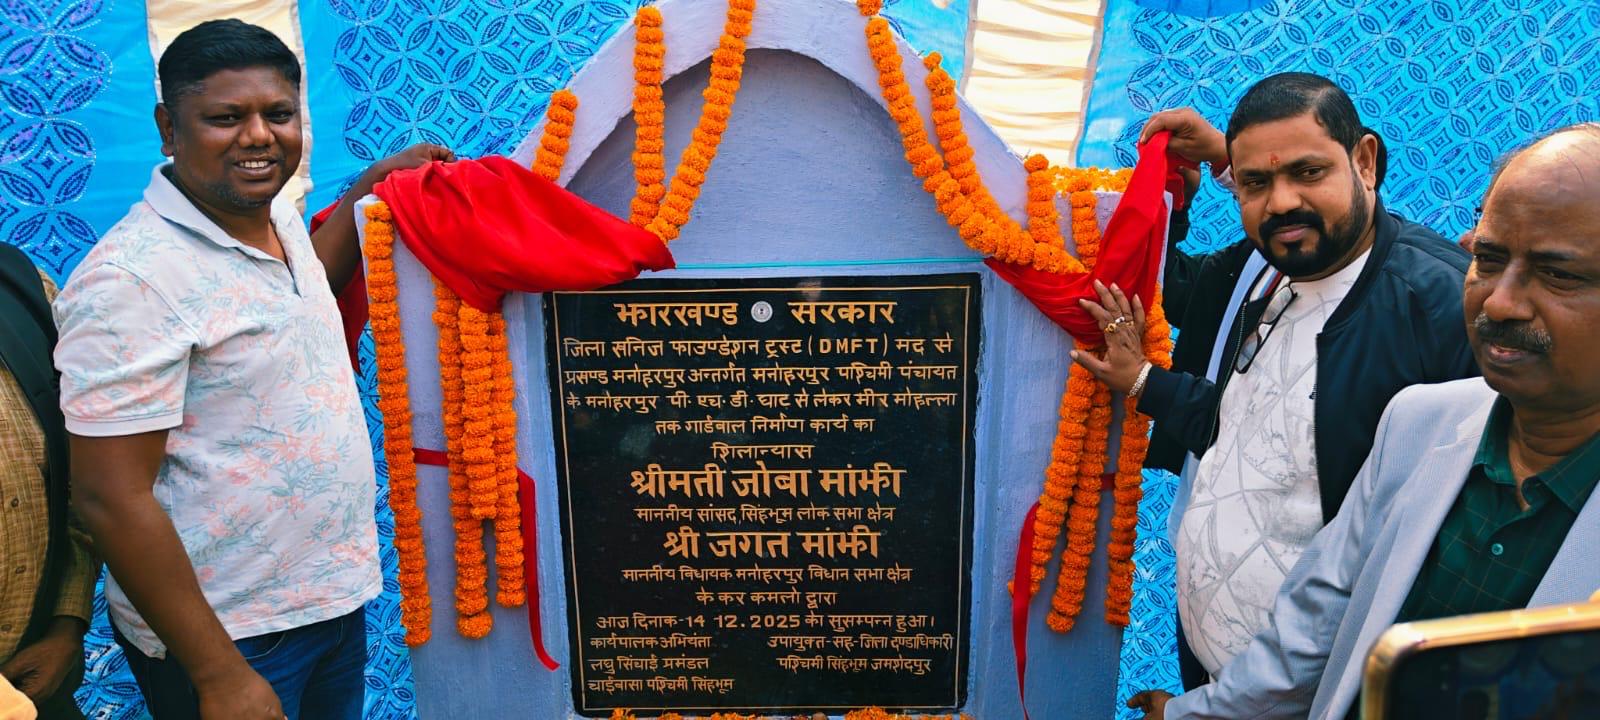 झारखण्ड सरकार
जिला खनिज फाउण्डेशन ट्रस्ट (DMFT) मद से
प्रखण्ड मनोहरपुर अन्तर्गत मनोहरपुर पश्चिमी पंचायत
के मनोहरपुर पी. एच. डी. घाट से लेकर मीर मोहल्ला
तक गार्डवाल निर्माण कार्य का
शिलान्यास
श्रीमती जोबा मांझी
माननीय सांसद, सिंहभूम लोक सभा क्षेत्र
श्री जगत मांझी
माननीय विधायक मनोहरपुर विधान सभा क्षेत्र
के कर कमलो द्वारा
आज दिनाक-14 12.2025 को सुसम्पन्न हुआ।
कार्यपालक अभियंता उपायुक्त-सह-जिला दण्डाधिकारी
लघु सिंचाई प्रमंडल पश्चिमी सिंहभूम जमशेदपुर
चाईबासा पश्चिमी सिंहभूम